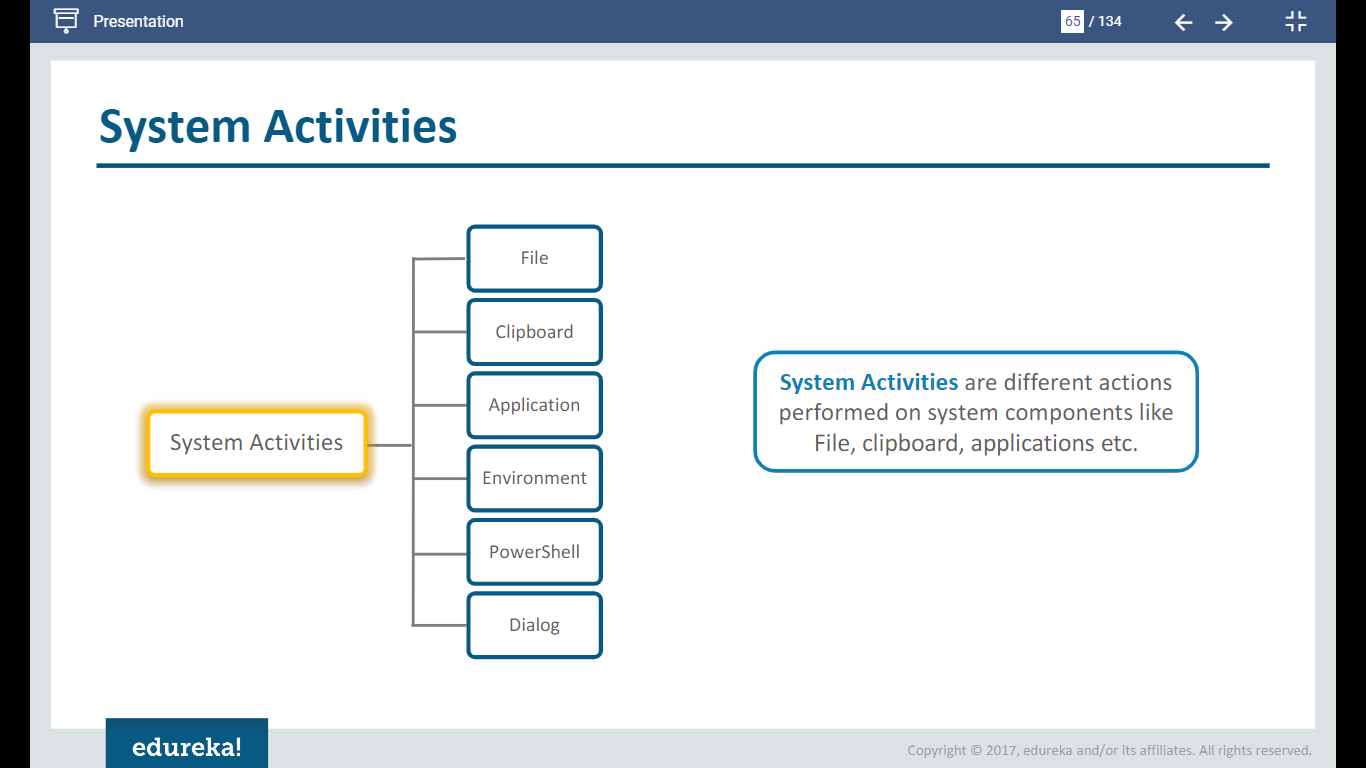 Presentation
65 / 134
System Activities
File
Clipboard
Application
Environment
PowerShell
Dialog
System Activities
System Activities are different actions
performed on system components like
File, clipboard, applications etc.
edureka!
Copyright © 2017, edureka and/or its affiliates. All rights reserved.